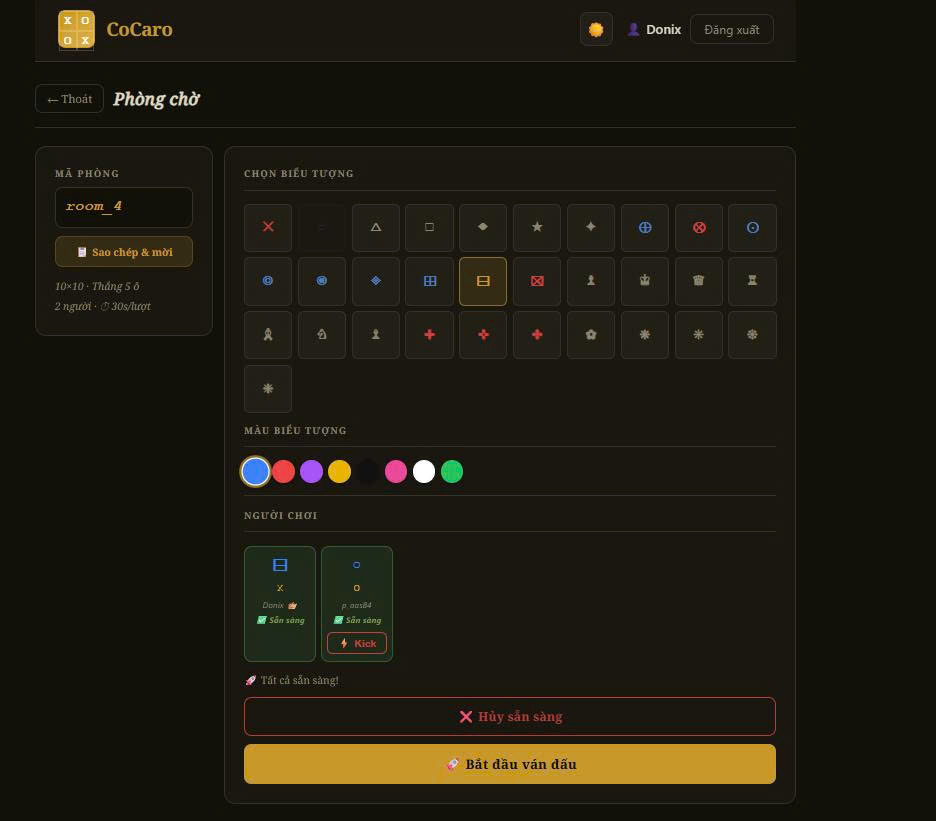 X O
O X
CoCaro
Donix
Đăng xuất
← Thoát
Phòng chờ
MÃ PHÒNG
room_4
Sao chép & mời
10×10 · Thắng 5 ô
2 người · ⏱ 30s/lượt
CHỌN BIỂU TƯỢNG
MÀU BIỂU TƯỢNG
NGƯỜI CHƠI
X
Donix
✅ Sẵn sàng
O
p_oas84
✅ Sẵn sàng
Kick
🚀 Tất cả sẵn sàng!
❌ Hủy sẵn sàng
🚀 Bắt đầu ván đấu